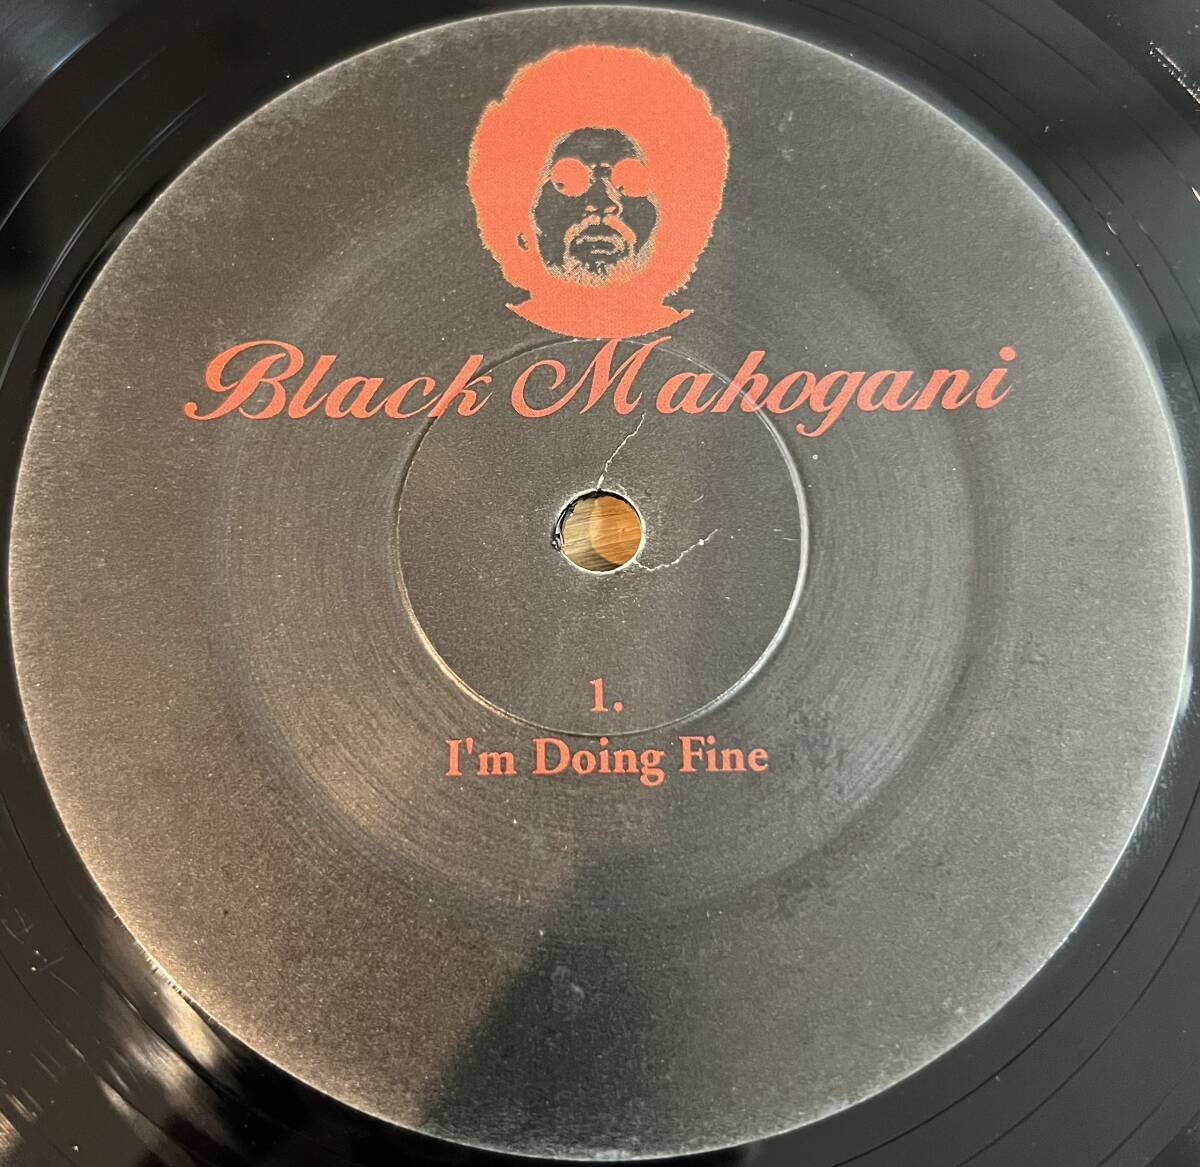 Black Mahogani
1.
I'm Doing Fine